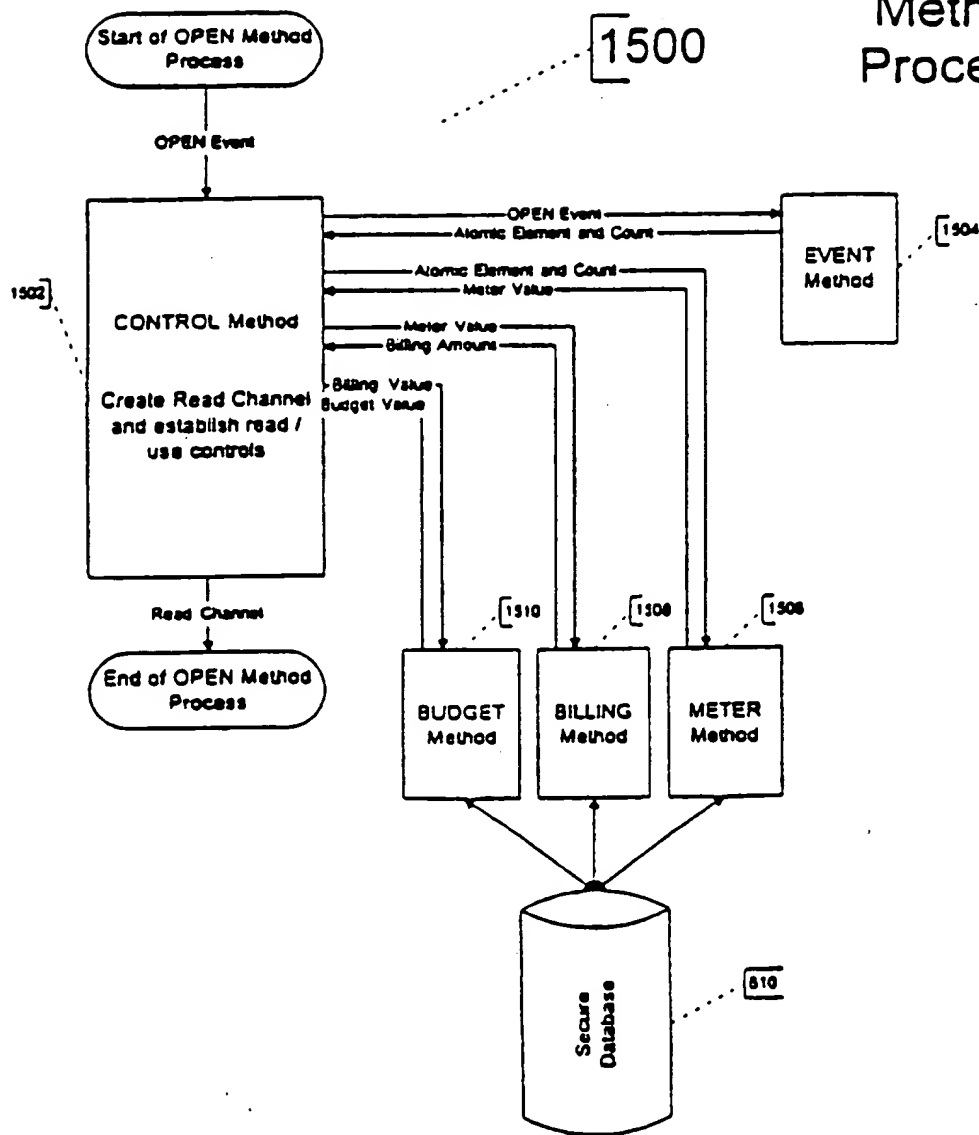 Meth
Proce
1500
Start of OPEN Method
Process
OPEN Event
OPEN Event
Atomic Element and Count
1504
EVENT
Method
Atomic Element and Count
Meter Value
1502
CONTROL Method
Meter Value
Billing Amount
Create Read Channel
and establish read /
use controls
Billing Value
Budget Value
Read Channel
End of OPEN Method
Process
1510
1508
1506
BUDGET
Method
BILLING
Method
METER
Method
Secure
Database
610